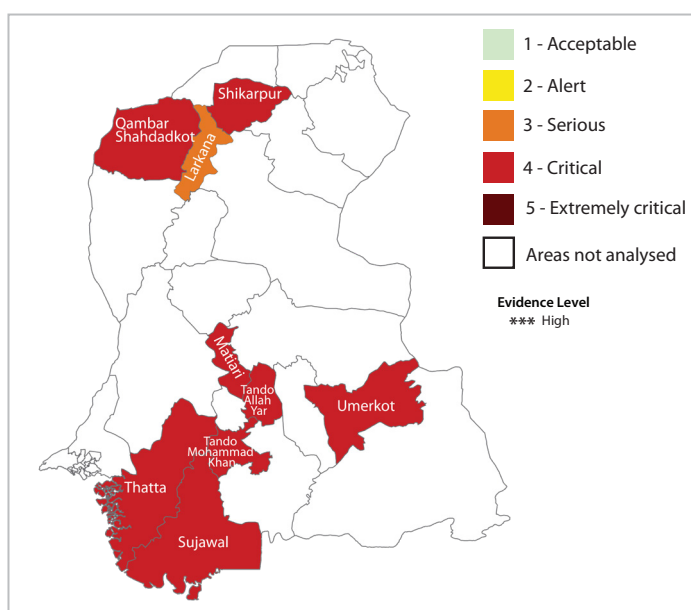 Shikarpur
Qambar
Shahdadkot
Larkana
Matiari
Tando
Allah
Yar
Umerkot
Tando
Mohammad
Khan
Thatta
Sujawal
1 - Acceptable
2 - Alert
3 - Serious
4 - Critical
5 - Extremely critical
Areas not analysed
Evidence Level
*** High